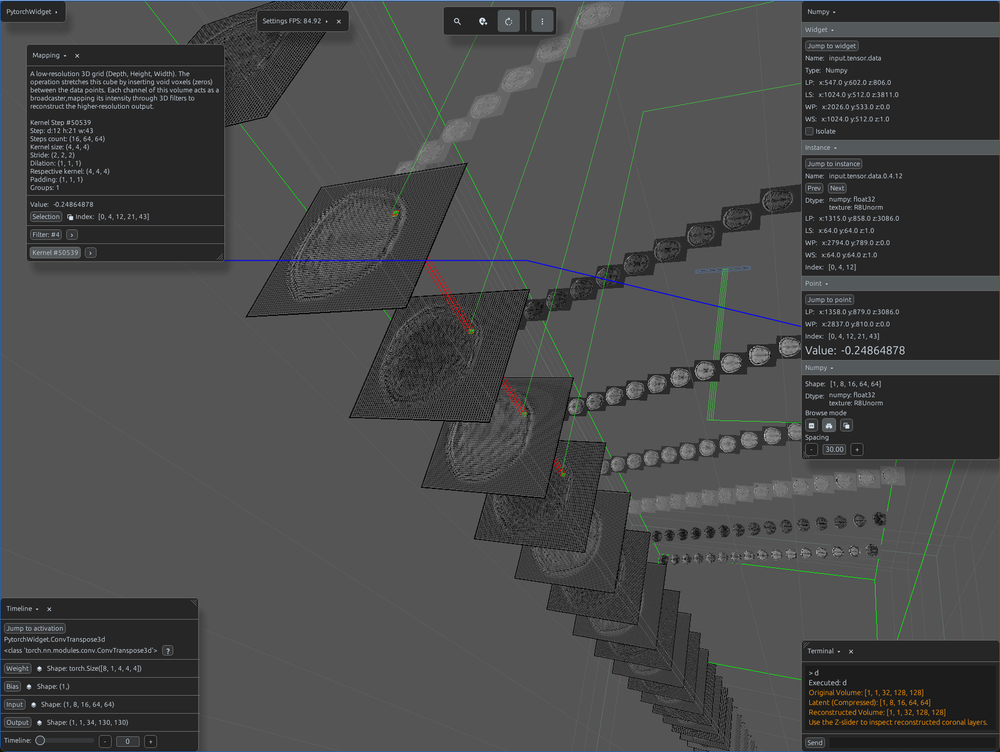 PytorchWidget
Settings FPS: 84.92
Mapping
A low-resolution 3D grid (Depth, Height, Width). The
operation stretches this cube by inserting void voxels (zeros)
between the data points. Each channel of this volume acts as a
broadcaster,mapping its intensity through 3D filters to
reconstruct the higher-resolution output.
Kernel Step #50539
Step: d:12 h:21 w:43
Steps count: (16, 64, 64)
Kernel size: (4, 4, 4)
Stride: (2, 2, 2)
Dilation: (1, 1, 1)
Respective kernel: (4, 4, 4)
Padding: (1, 1, 1)
Groups: 1
Value: -0.24864878
Selection Index: [0, 4, 12, 21, 43]
Filter: #4 >
Kernel #50539 >
Numpy
Widget
Jump to widget
Name: input.tensor.data
Type: Numpy
LP: x:547.0 y:602.0 z:806.0
LS: x:1024.0 y:512.0 z:3811.0
WP: x:2026.0 y:533.0 z:0.0
WS: x:1024.0 y:512.0 z:1.0
Isolate
Instance
Jump to instance
Name: input.tensor.data.0.4.12
Prev Next
Dtype: numpy: float32
texture: R8Unorm
LP: x:1315.0 y:858.0 z:3086.0
LS: x:64.0 y:64.0 z:1.0
WP: x:2794.0 y:789.0 z:0.0
WS: x:64.0 y:64.0 z:1.0
Index: [0, 4, 12]
Point
Jump to point
LP: x:1358.0 y:879.0 z:3086.0
WP: x:2837.0 y:810.0 z:0.0
Index: [0, 4, 12, 21, 43]
Value: -0.24864878
Numpy
Shape: [1, 8, 16, 64, 64]
Dtype: numpy: float32
texture: R8Unorm
Browse mode
Spacing
- 30.00 +
Timeline
Jump to activation
PytorchWidget.ConvTranspose3d
<class 'torch.nn.modules.conv.ConvTranspose3d'> ?
Weight Shape: torch.Size([8, 1, 4, 4, 4])
Bias Shape: (1,)
Input Shape: (1, 8, 16, 64, 64)
Output Shape: (1, 1, 34, 130, 130)
Timeline: - 0 +
Terminal
> d
Executed: d
Original Volume: [1, 1, 32, 128, 128]
Latent (Compressed): [1, 8, 16, 64, 64]
Reconstructed Volume: [1, 1, 32, 128, 128]
Use the Z-slider to inspect reconstructed coronal layers.
Send